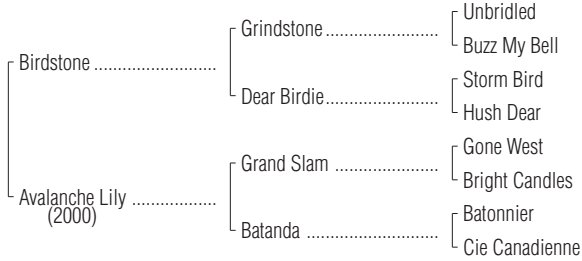 Unbridled
Grindstone ..........................
Buzz My Bell
Birdstone ............................
Storm Bird
Dear Birdie..........................
Hush Dear
Gone West
Grand Slam ........................
Bright Candles
Avalanche Lily ...................
(2000)
Batonnier
Batanda ..............................
Cie Canadienne